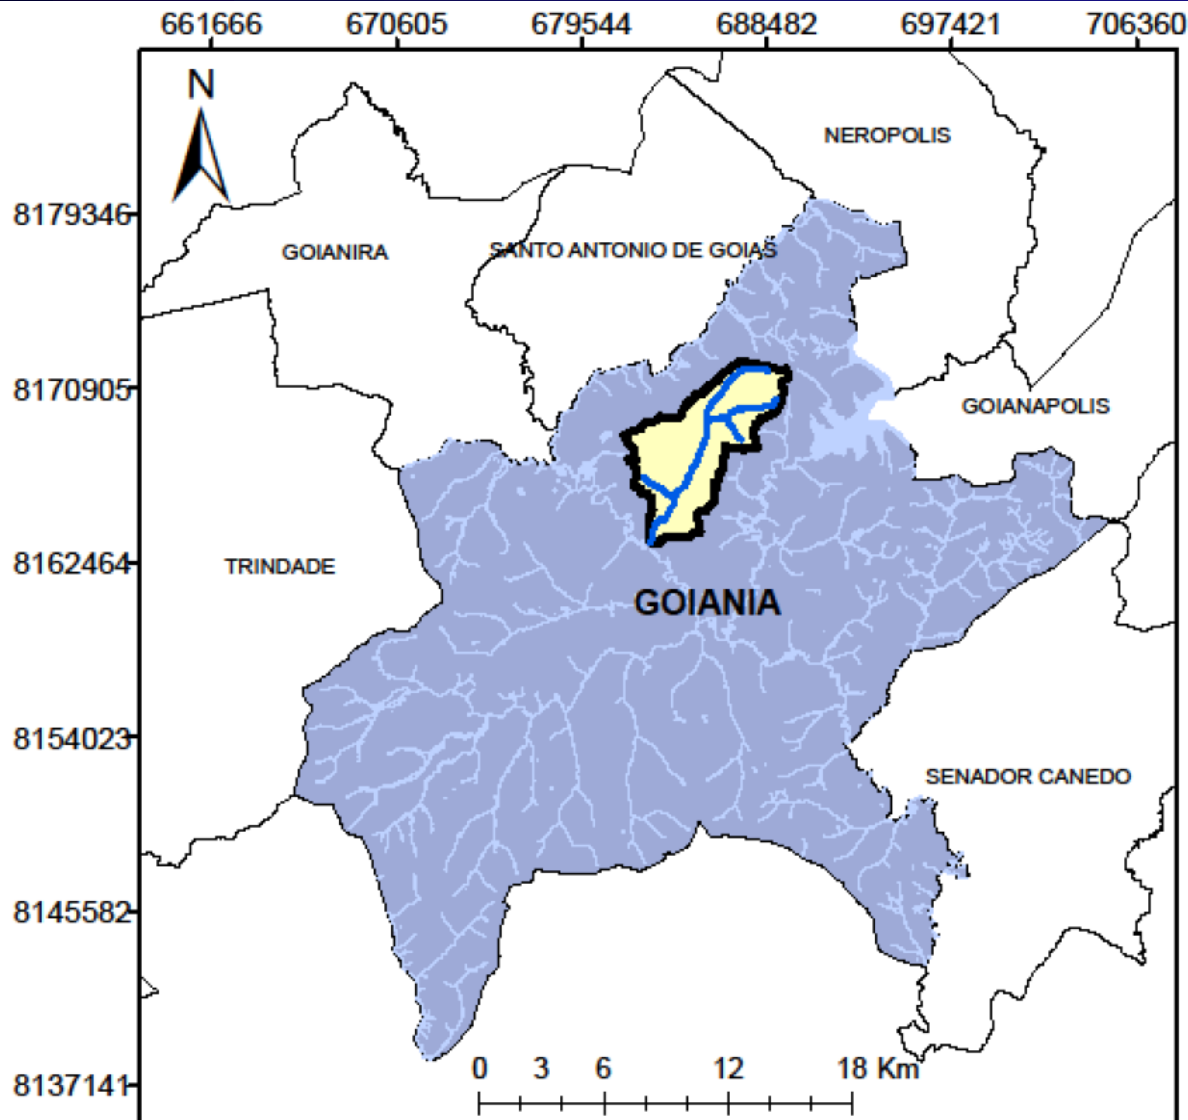 661666 670605 679544 688482 697421 706360
N
NEROPOLIS
8179346
GOIANIRA
SANTO ANTONIO DE GOIAS
8170905
GOIANAPOLIS
8162464
TRINDADE
GOIANIA
8154023
SENADOR CANEDO
8145582
0 3 6 12 18 Km
8137141